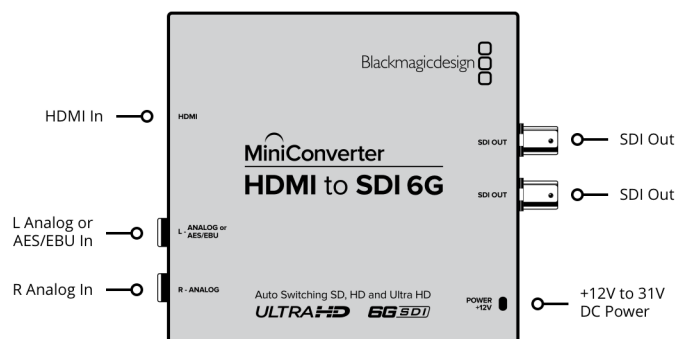 Blackmagicdesign
HDMI In
HDMI
SDI OUT
SDI Out
MiniConverter
HDMI to SDI 6G
SDI OUT
SDI Out
L Analog or
AES/EBU In
L - ANALOG or
AES/EBU
R Analog In
R - ANALOG
Auto Switching SD, HD and Ultra HD
ULTRA HD 6G SDI
POWER
+12V
+12V to 31V
DC Power